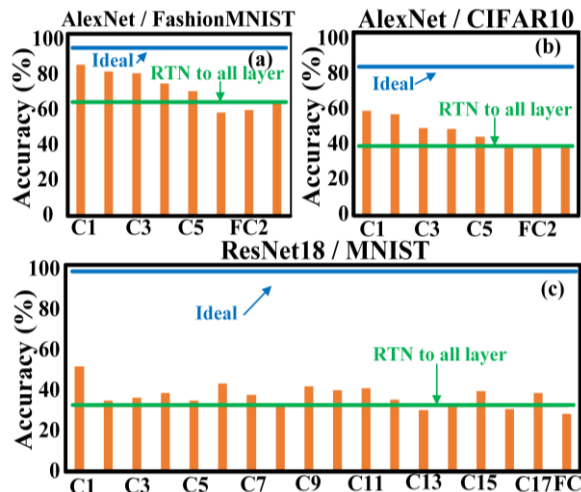 AlexNet / FashionMNIST
Accuracy (%)
100
80
60
40
20
0
(a)
Ideal
RTN to all layer
C1 C3 C5 FC2
AlexNet / CIFAR10
Accuracy (%)
100
80
60
40
20
0
(b)
Ideal
RTN to all layer
C1 C3 C5 FC2
ResNet18 / MNIST
Accuracy (%)
100
80
60
40
20
0
(c)
Ideal
RTN to all layer
C1 C3 C5 C7 C9 C11 C13 C15 C17 FC